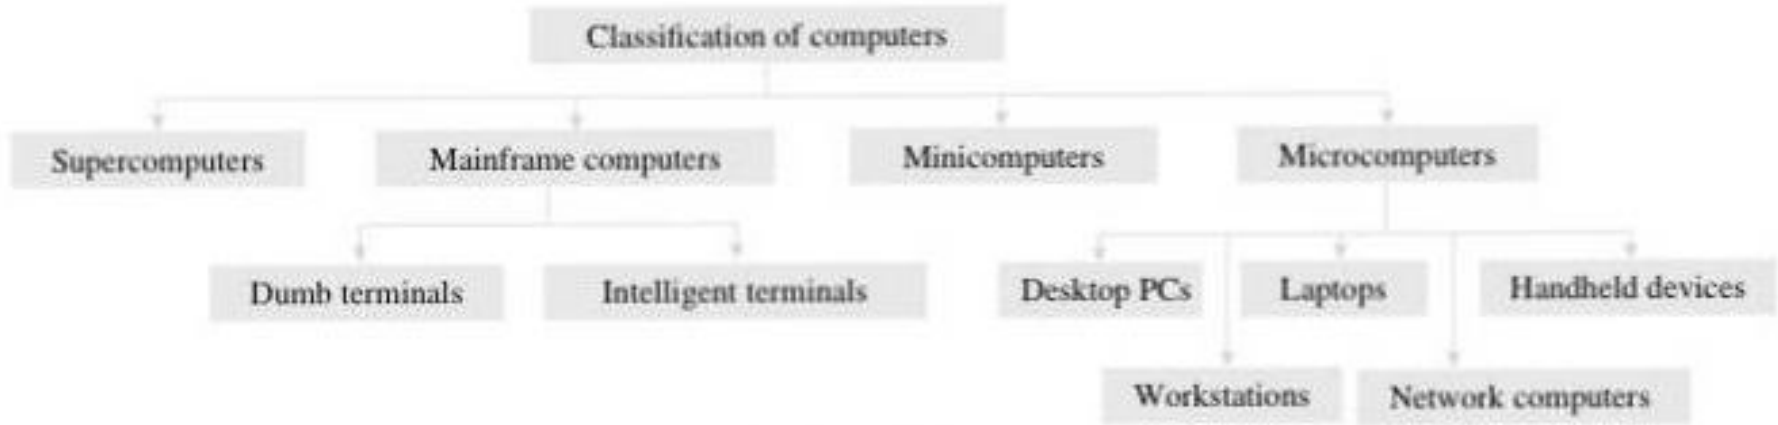 Classification of computers
Supercomputers
Mainframe computers
Minicomputers
Microcomputers
Dumb terminals
Intelligent terminals
Desktop PCs
Laptops
Handheld devices
Workstations
Network computers